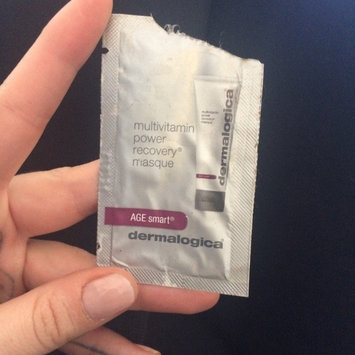 multivitamin
power
recovery®
masque
dermalogica
AGE smart®
dermalogica